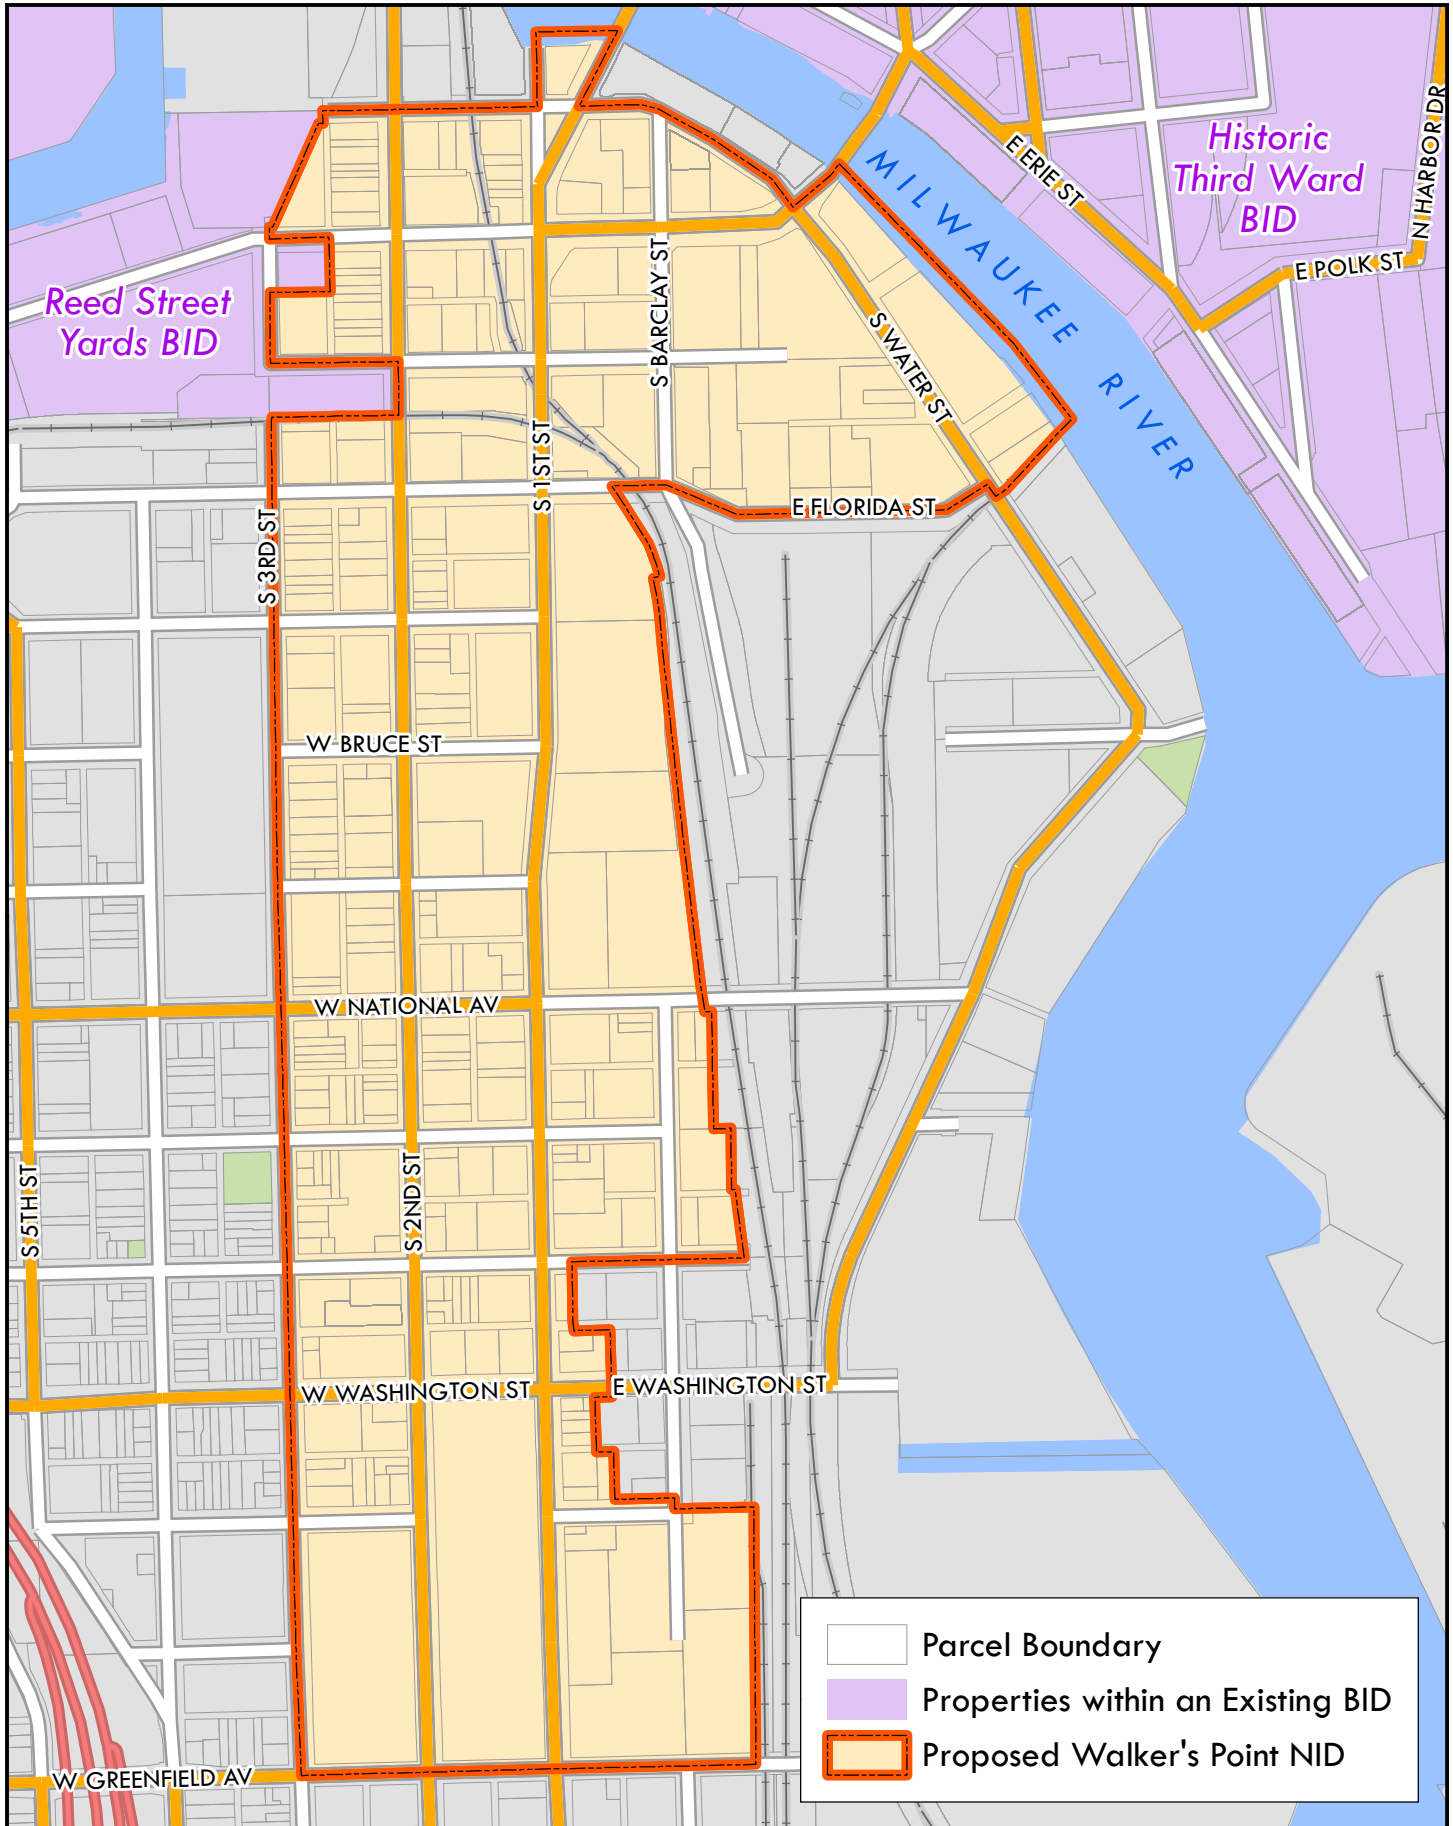 Historic
Third Ward
BID
N HARBOR DR
E ERIE ST
E POLK ST
MILWAUKEE RIVER
Reed Street
Yards BID
S BARCLAY ST
S WATER ST
S 1ST ST
E FLORIDA ST
S 3RD ST
W BRUCE ST
W NATIONAL AV
S 5TH ST
S 2ND ST
W WASHINGTON ST
E WASHINGTON ST
W GREENFIELD AV
Parcel Boundary
Properties within an Existing BID
Proposed Walker's Point NID